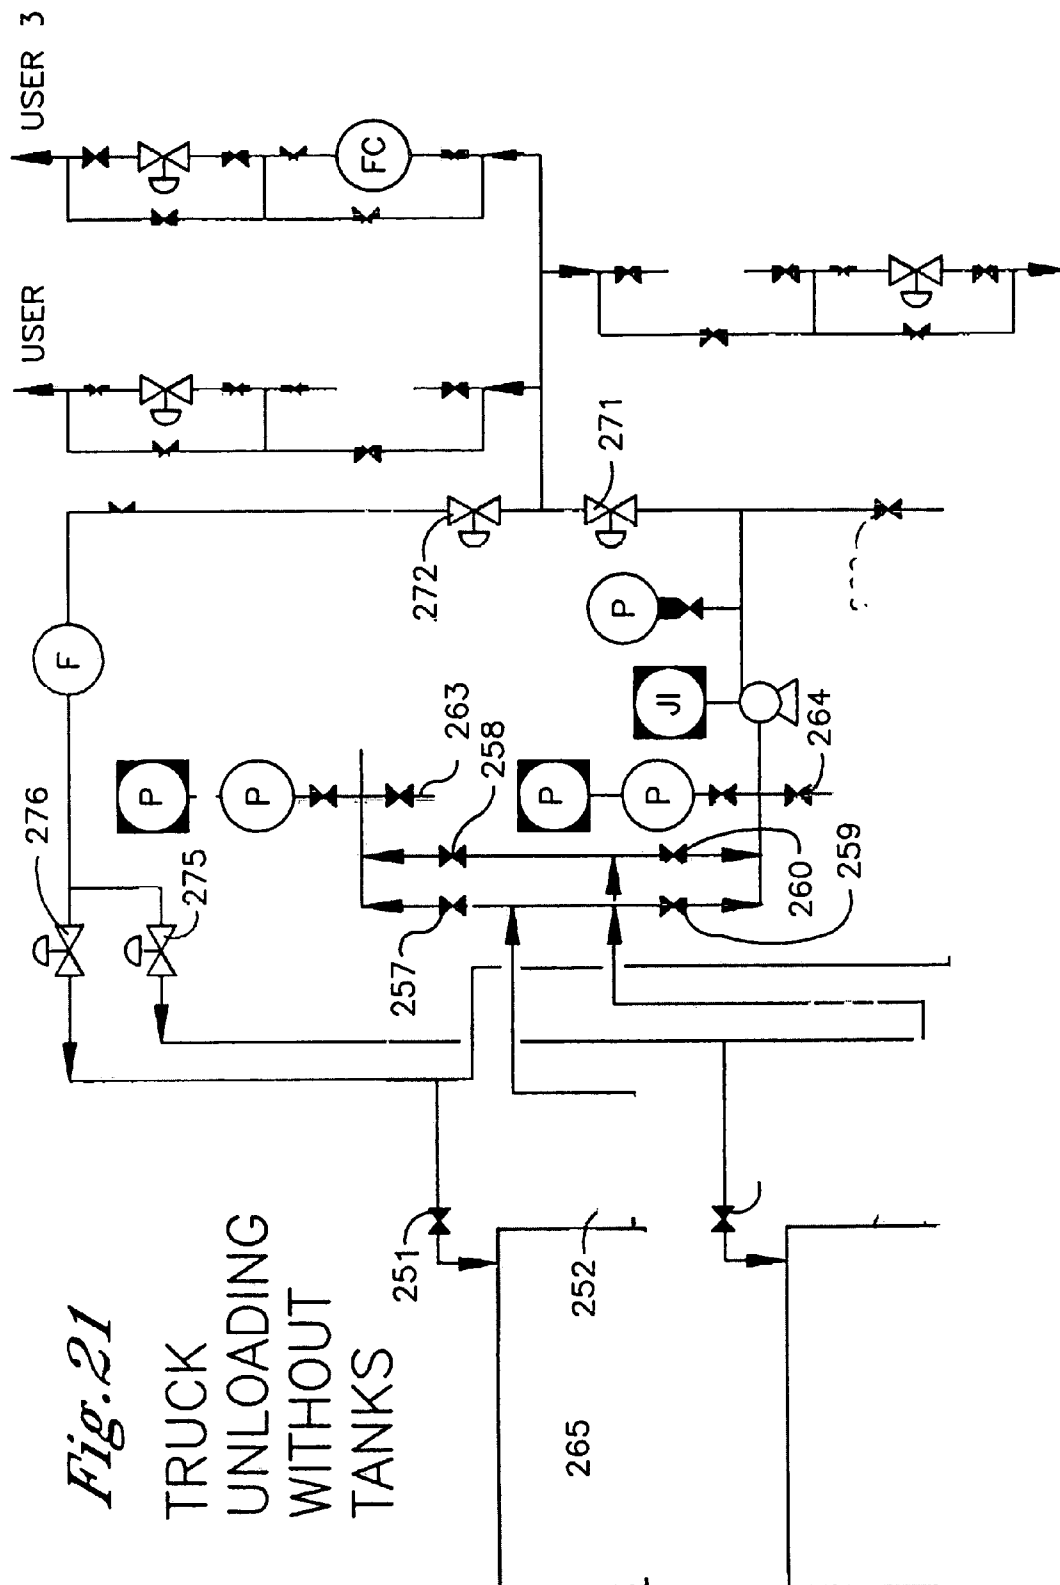 Fig.21
TRUCK
UNLOADING
WITHOUT
TANKS
USER
USER 3
FC
F
276
275
P
P
263
258
257
272
271
P
JI
P
P
264
260
259
251
252
265